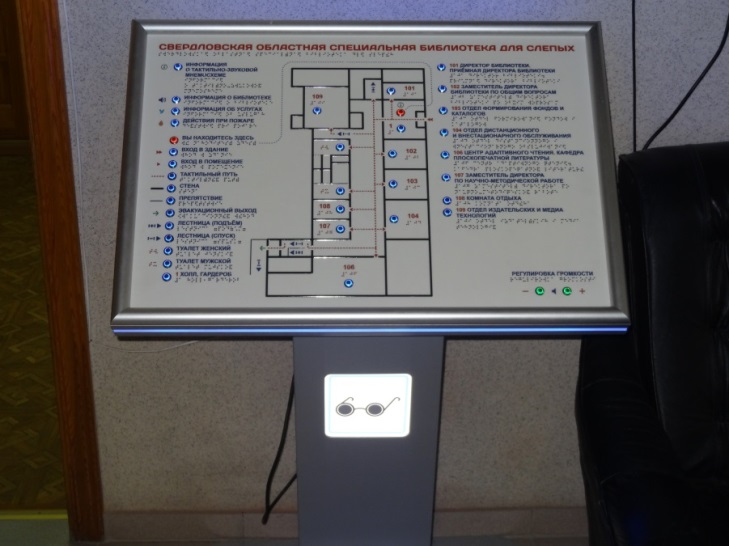 СВЕРДЛОВСКАЯ ОБЛАСТНАЯ СПЕЦИАЛЬНАЯ БИБЛИОТЕКА ДЛЯ СЛЕПЫХ
ИНФОРМАЦИЯ
О ТАКТИЛЬНО-ЗВУКОВОЙ
МНЕМОСХЕМЕ
ИНФОРМАЦИЯ О БИБЛИОТЕКЕ
ИНФОРМАЦИЯ ОБ УСЛУГАХ
ДЕЙСТВИЯ ПРИ ПОЖАРЕ
ВЫ НАХОДИТЕСЬ ЗДЕСЬ
ВХОД В ЗДАНИЕ
ВХОД В ПОМЕЩЕНИЕ
ТАКТИЛЬНЫЙ ПУТЬ
СТЕНА
ПРЕПЯТСТВИЕ
ЭВАКУАЦИОННЫЙ ВЫХОД
ЛЕСТНИЦА (ПОДЪЁМ)
ЛЕСТНИЦА (СПУСК)
ТУАЛЕТ ЖЕНСКИЙ
ТУАЛЕТ МУЖСКОЙ
1 ХОЛЛ, ГАРДЕРОБ
109
101
1
102
103
108
107
104
106
101 ДИРЕКТОР БИБЛИОТЕКИ.
ПРИЁМНАЯ ДИРЕКТОРА БИБЛИОТЕКИ
102 ЗАМЕСТИТЕЛЬ ДИРЕКТОРА
БИБЛИОТЕКИ ПО ОБЩИМ ВОПРОСАМ
103 ОТДЕЛ ФОРМИРОВАНИЯ ФОНДОВ И
КАТАЛОГОВ
104 ОТДЕЛ ДИСТАНЦИОННОГО
И ВНЕСТАЦИОНАРНОГО ОБСЛУЖИВАНИЯ
106 ЦЕНТР АДАПТИВНОГО ЧТЕНИЯ. КАФЕДРА
ПЛОСКОПЕЧАТНОЙ ЛИТЕРАТУРЫ
107 ЗАМЕСТИТЕЛЬ ДИРЕКТОРА
ПО НАУЧНО-МЕТОДИЧЕСКОЙ РАБОТЕ
108 КОМНАТА ОТДЫХА
109 ОТДЕЛ ИЗДАТЕЛЬСКИХ И МЕДИА
ТЕХНОЛОГИЙ
РЕГУЛИРОВКА ГРОМКОСТИ
− +